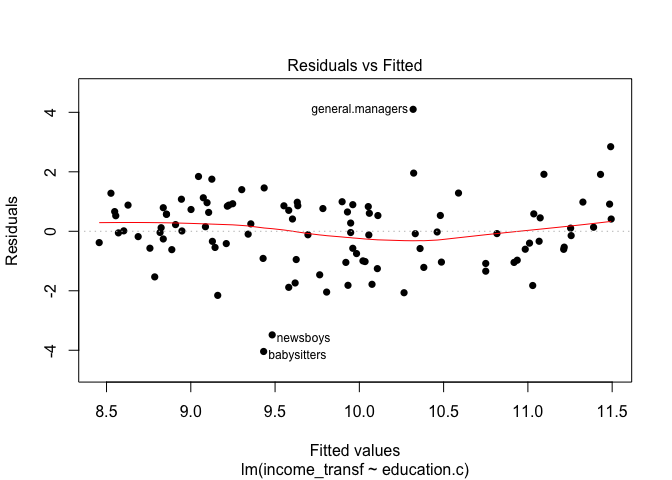 Residuals vs Fitted
general.managers
newsboys
babysitters
Residuals
4
2
0
-2
-4
8.5 9.0 9.5 10.0 10.5 11.0 11.5
Fitted values
lm(income_transf ~ education.c)